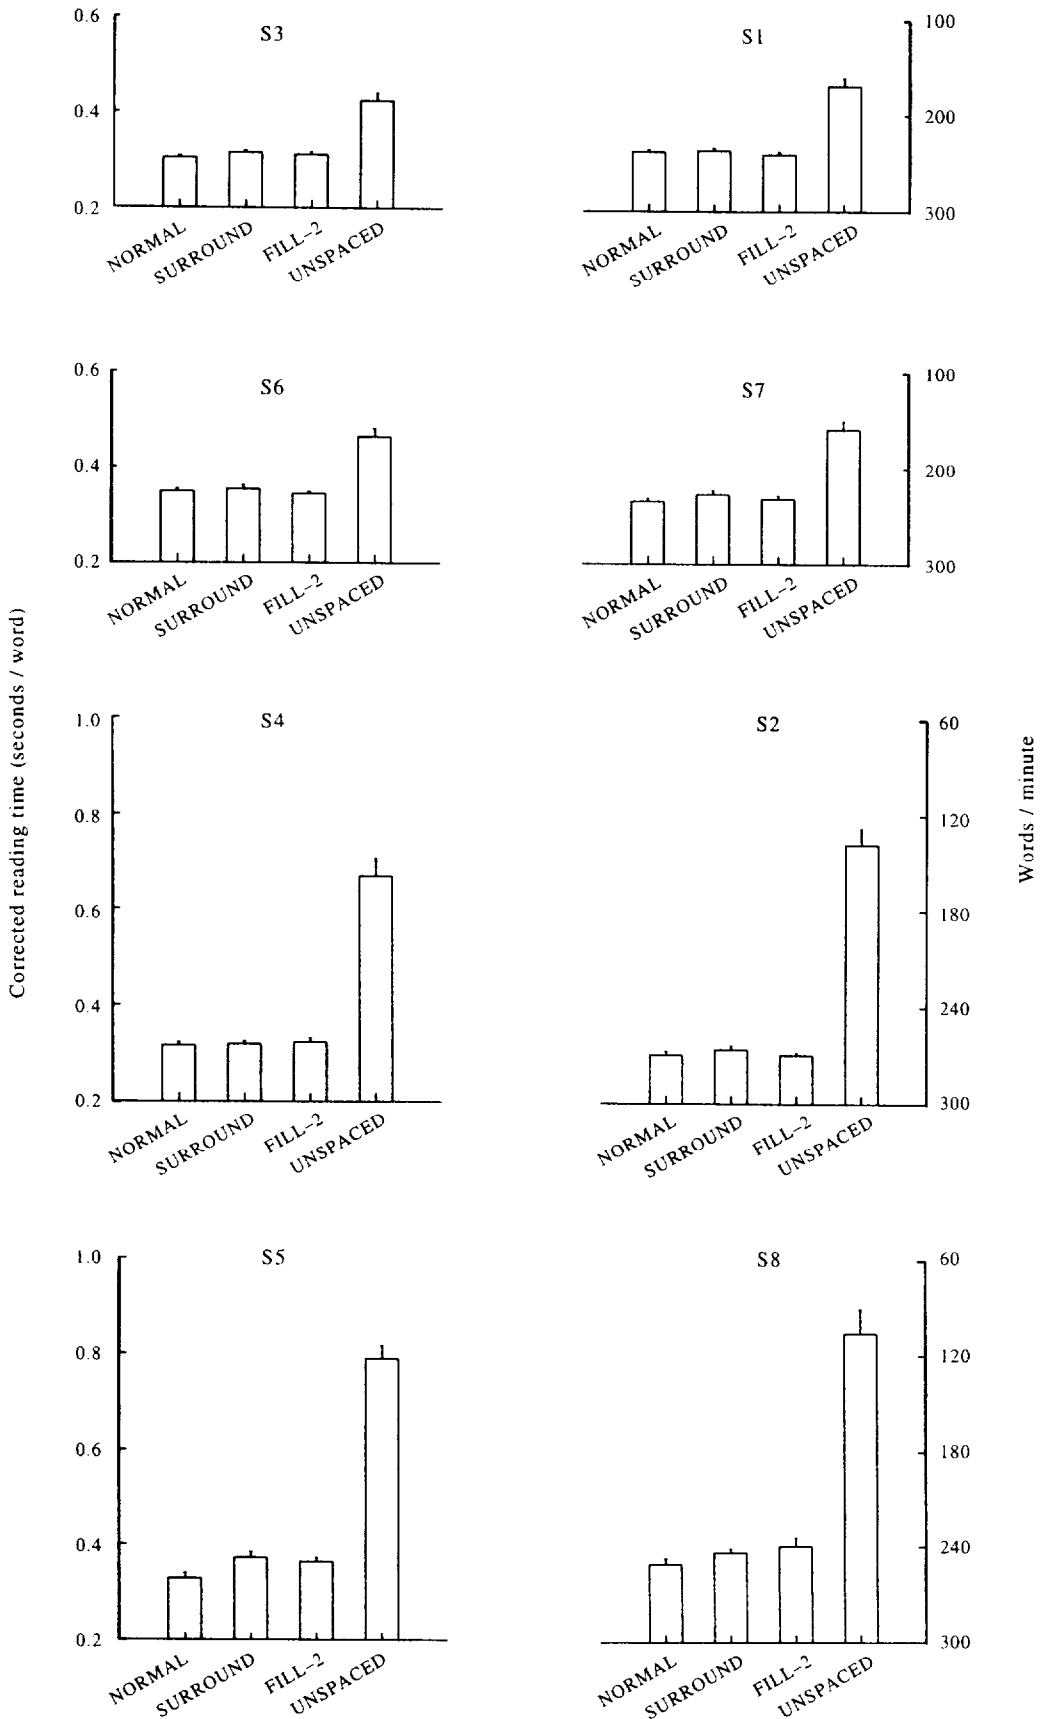 S3
S1
0.6
0.4
0.2
100
200
300
NORMAL
SURROUND
FILL-2
UNSPACED
NORMAL
SURROUND
FILL-2
UNSPACED
S6
S7
0.6
0.4
0.2
100
200
300
NORMAL
SURROUND
FILL-2
UNSPACED
NORMAL
SURROUND
FILL-2
UNSPACED
Corrected reading time (seconds / word)
Words / minute
S4
S2
1.0
0.8
0.6
0.4
0.2
60
120
180
240
300
NORMAL
SURROUND
FILL-2
UNSPACED
NORMAL
SURROUND
FILL-2
UNSPACED
S5
S8
1.0
0.8
0.6
0.4
0.2
60
120
180
240
300
NORMAL
SURROUND
FILL-2
UNSPACED
NORMAL
SURROUND
FILL-2
UNSPACED